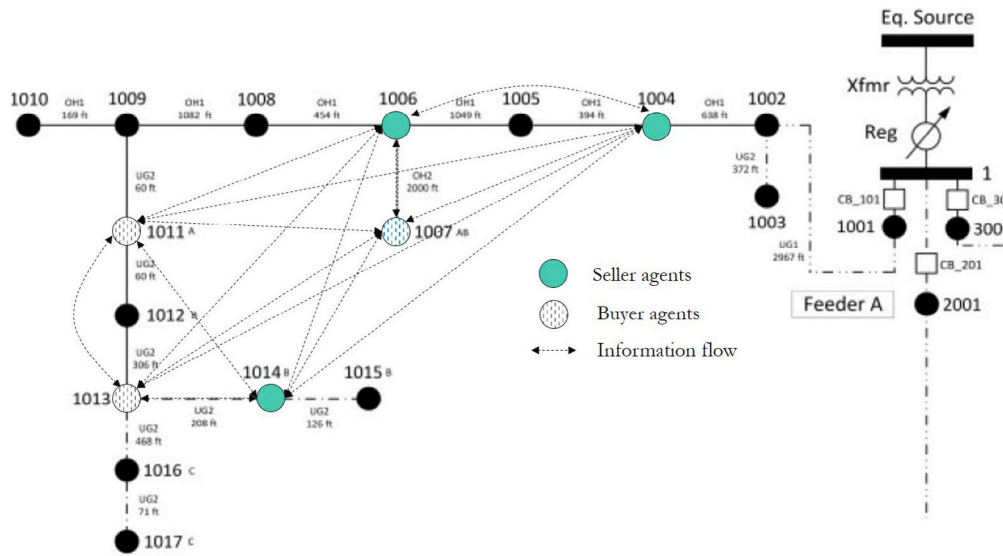 Eq. Source
Xfmr
Reg
1
CB_101
CB_30
1001
300
CB_201
Feeder A
2001
UG1
2967 ft
1010
OH1
169 ft
1009
OH1
1082 ft
1008
OH1
454 ft
1006
OH1
1049 ft
1005
OH1
394 ft
1004
OH1
638 ft
1002
UG2
372 ft
1003
OH2
2000 ft
1007 AB
UG2
60 ft
1011 A
UG2
60 ft
1012 B
UG2
306 ft
1013
UG2
208 ft
1014 B
UG2
126 ft
1015 B
UG2
468 ft
1016 C
UG2
71 ft
1017 C
Seller agents
Buyer agents
Information flow